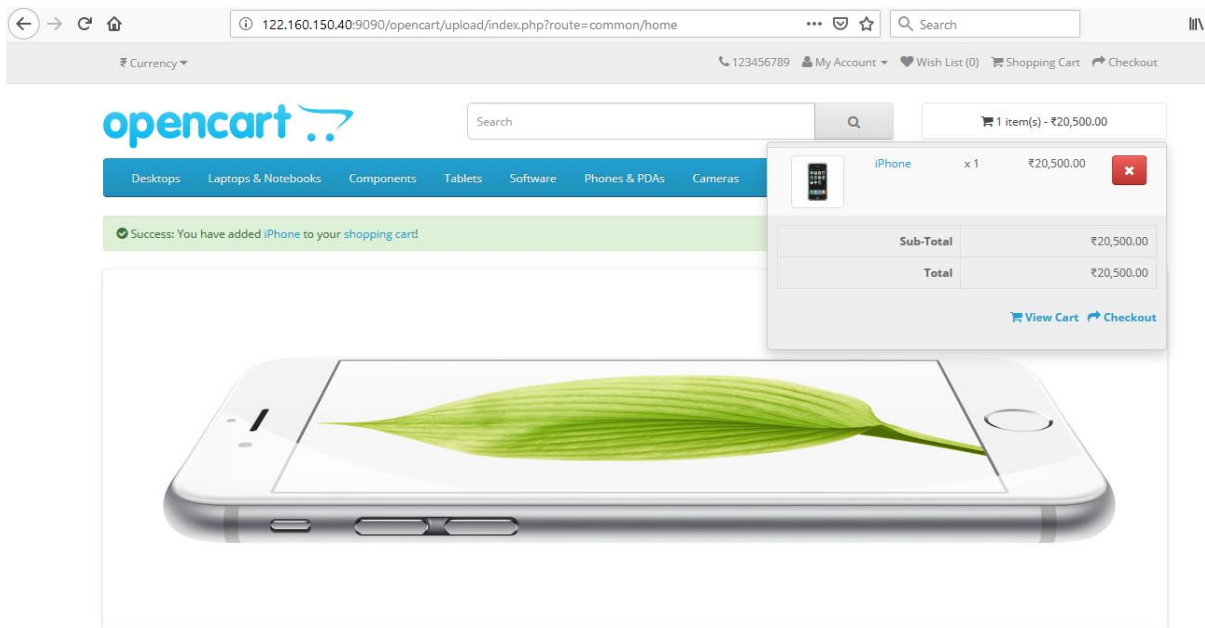 122.160.150.40:9090/opencart/upload/index.php?route=common/home
Search
₹ Currency
123456789 My Account Wish List (0) Shopping Cart Checkout
opencart
Search
1 item(s) - ₹20,500.00
Desktops Laptops & Notebooks Components Tablets Software Phones & PDAs Cameras
iPhone x 1 ₹20,500.00
Success: You have added iPhone to your shopping cart!
Sub-Total ₹20,500.00
Total ₹20,500.00
View Cart Checkout